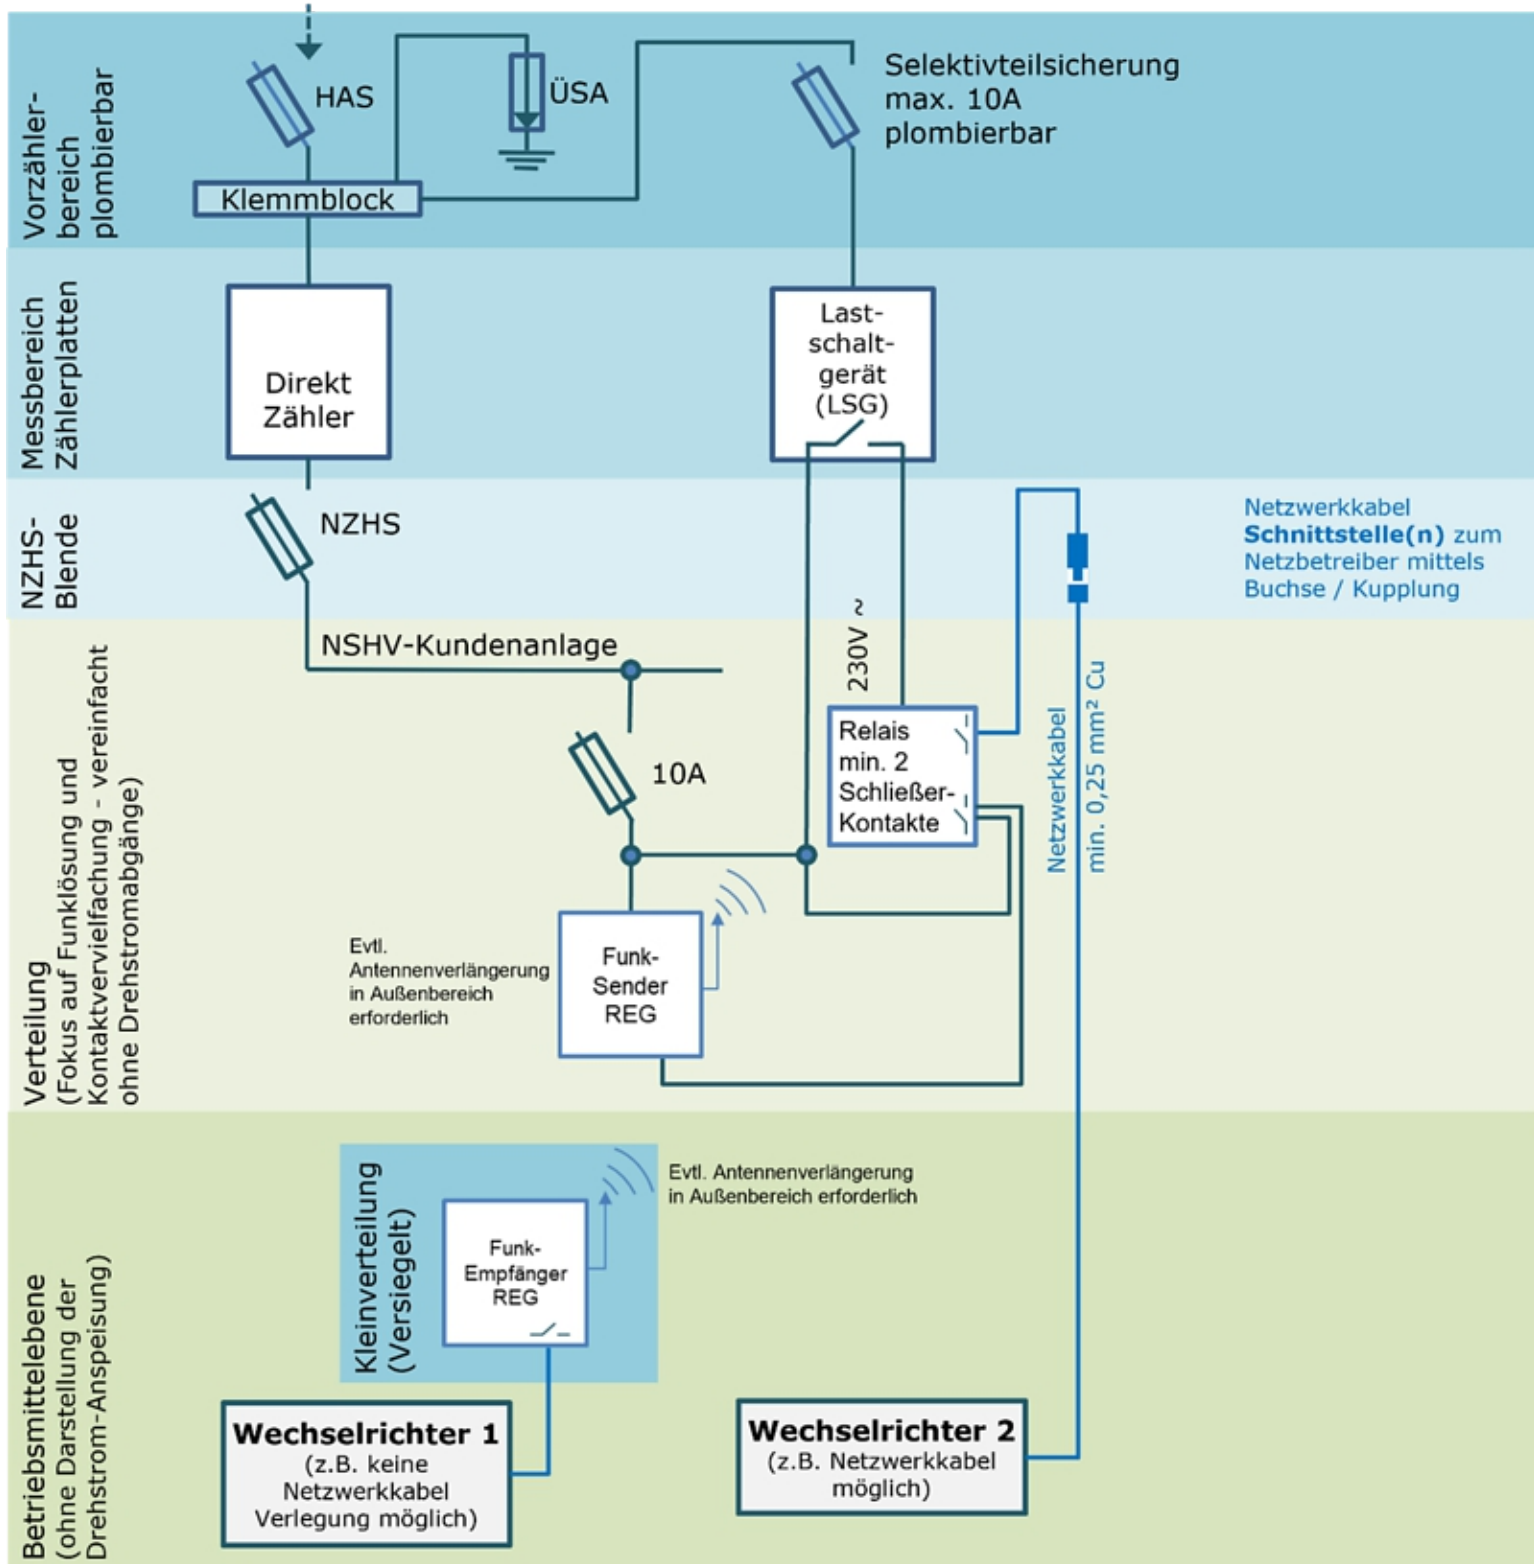 Vorzähler-
bereich
plombierbar
HAS
ÜSA
Selektivteilsicherung
max. 10A
plombierbar
Klemmblock
Messbereich
Zählerplatten
Direkt
Zähler
Last-
schalt-
gerät
(LSG)
NZHS-
Blende
NZHS
Netzwerkkabel
Schnittstelle(n) zum
Netzbetreiber mittels
Buchse / Kupplung
Verteilung
(Fokus auf Funklösung und
Kontaktvervielfachung - vereinfacht
ohne Drehstromabgänge)
NSHV-Kundenanlage
230V ~
10A
Relais
min. 2
Schließer-
Kontakte
Netzwerkkabel
min. 0,25 mm² Cu
Evtl.
Antennenverlängerung
in Außenbereich
erforderlich
Funk-
Sender
REG
Betriebsmittelebene
(ohne Darstellung der
Drehstrom-Anspeisung)
Kleinverteilung
(Versiegelt)
Funk-
Empfänger
REG
Evtl. Antennenverlängerung
in Außenbereich erforderlich
Wechselrichter 1
(z.B. keine
Netzwerkkabel
Verlegung möglich)
Wechselrichter 2
(z.B. Netzwerkkabel
möglich)